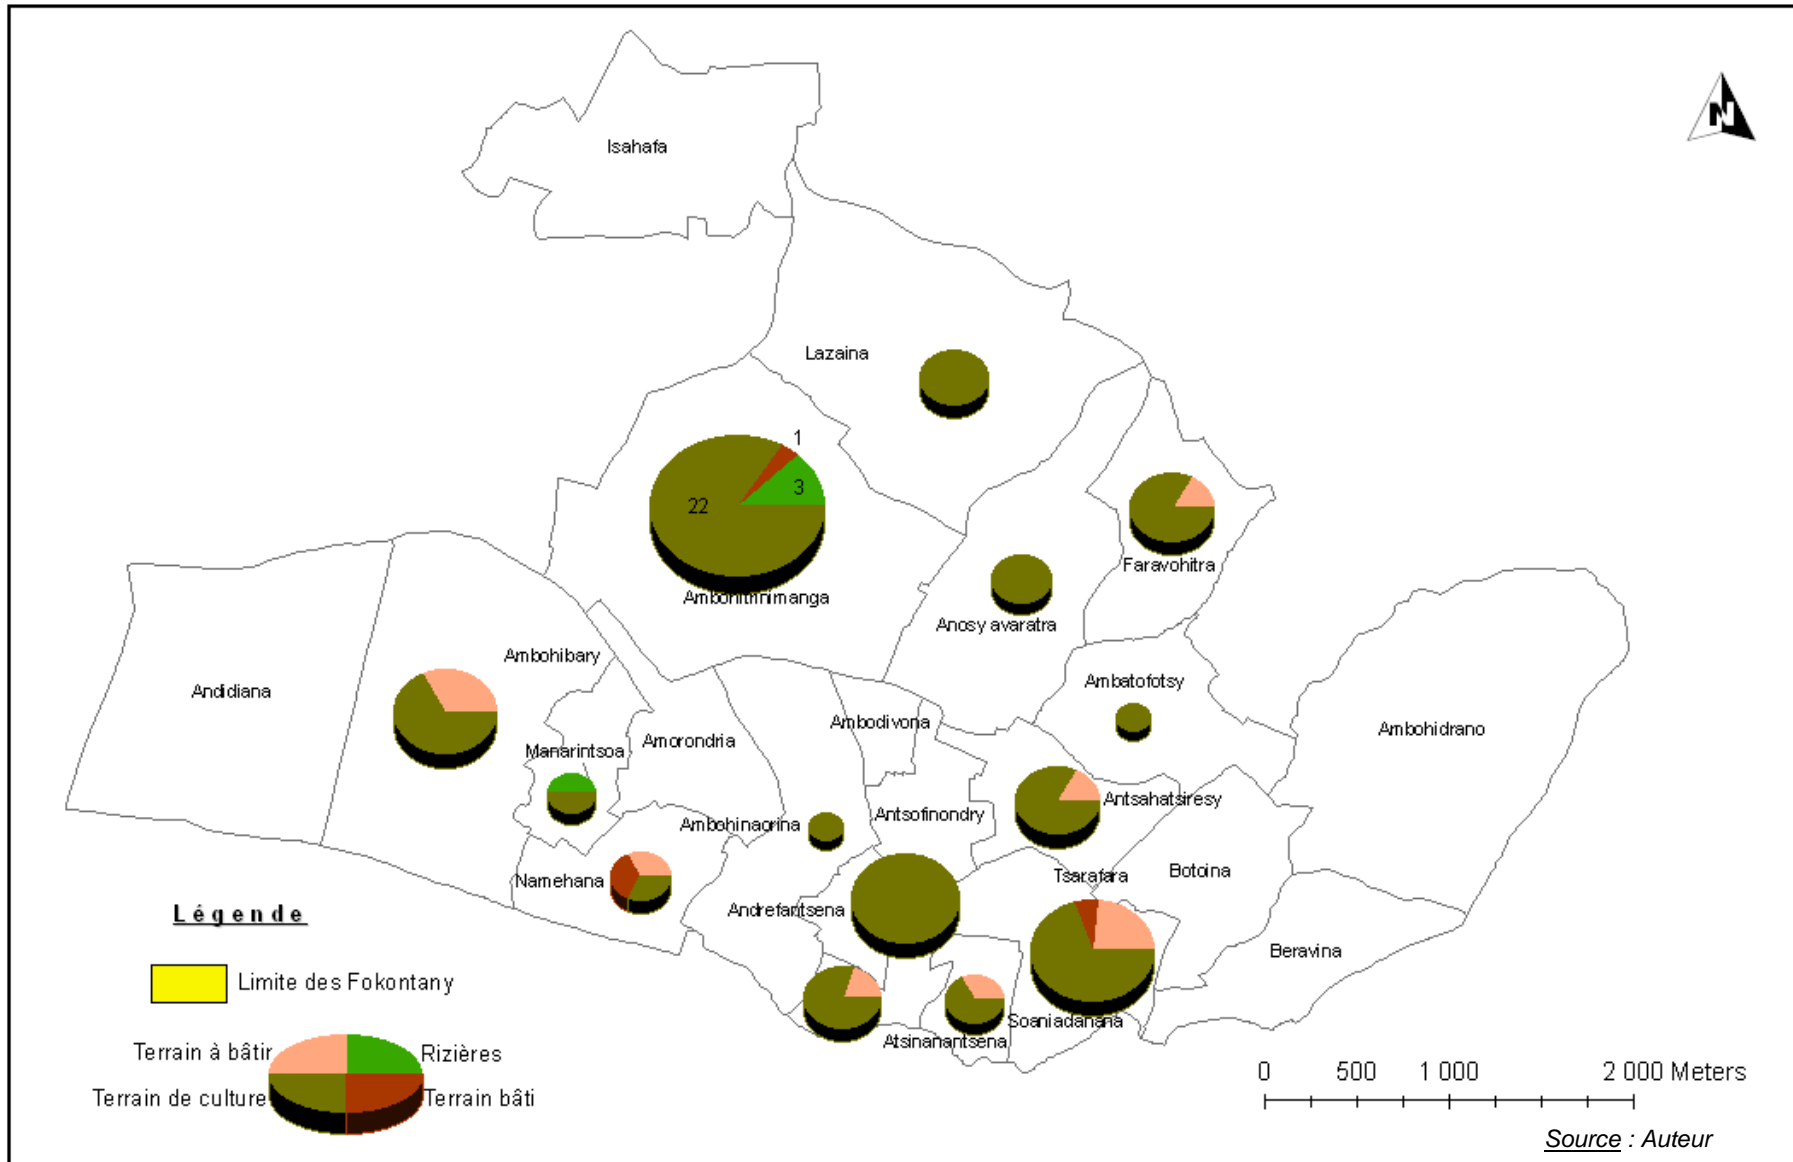 Isahafa
N
Lazaina
1
3
22
Faravohitra
Ambohitrinimanga
Anosy avaratra
Ambohibary
Ambatofotsy
Andidiana
Ambodivona
Ambohidrano
Amorondria
Manarintsoa
Antsahatsiresy
Antsofinondry
Ambohinaorina
Botoina
Tsarafara
Namehana
Andrefantsena
Légende
Beravina
Limite des Fokontany
Soaniadanana
Atsinanantsena
Terrain à bâtir
Rizières
Terrain de culture
Terrain bâti
0 500 1 000 2 000 Meters
Source : Auteur